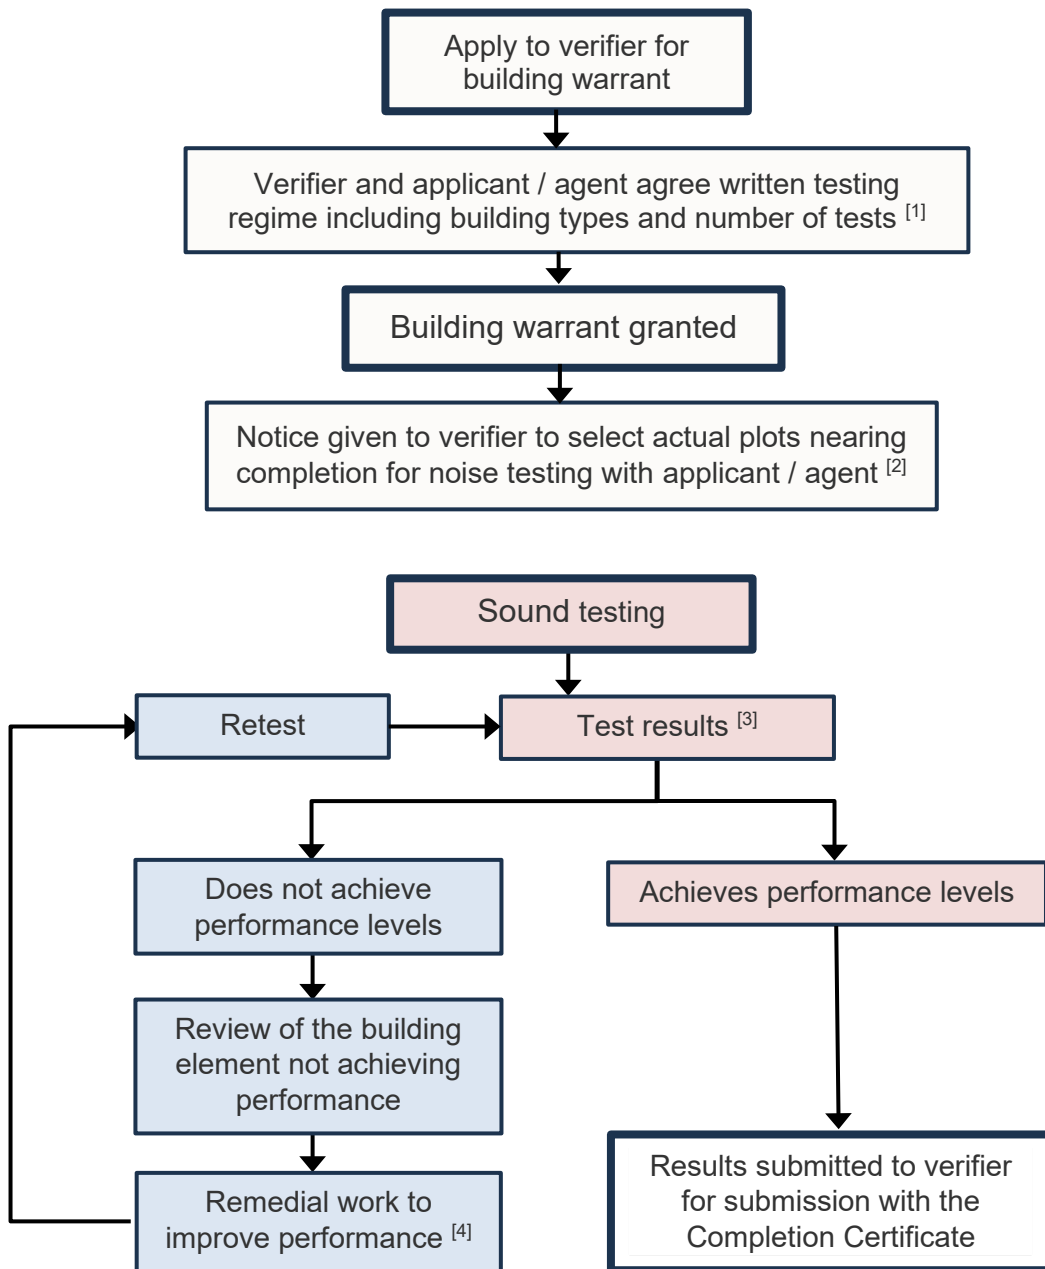 Apply to verifier for
building warrant
Verifier and applicant / agent agree written testing
regime including building types and number of tests [1]
Building warrant granted
Notice given to verifier to select actual plots nearing
completion for noise testing with applicant / agent [2]
Sound testing
Retest
Test results [3]
Does not achieve
performance levels
Achieves performance levels
Review of the building
element not achieving
performance
Remedial work to
improve performance [4]
Results submitted to verifier
for submission with the
Completion Certificate